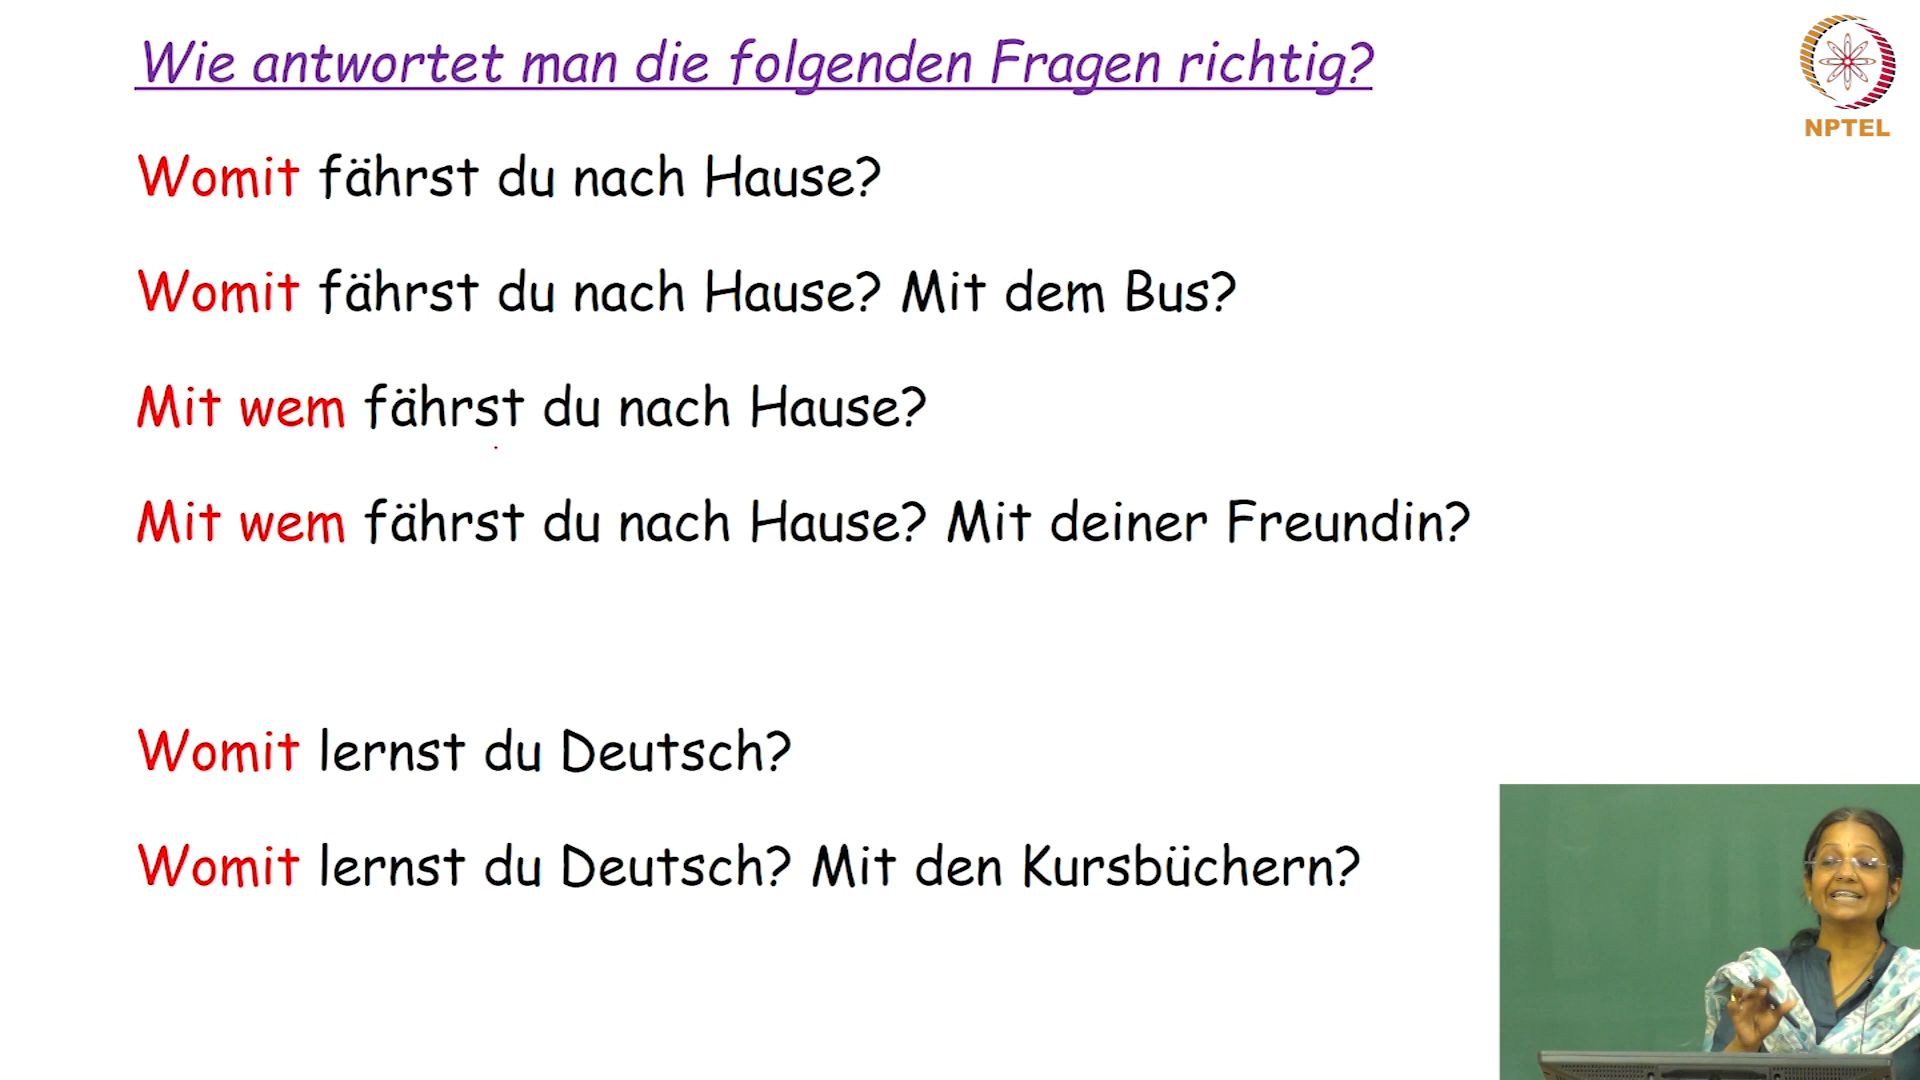 Wie antwortet man die folgenden Fragen richtig?
NPTEL
Womit fährst du nach Hause?
Womit fährst du nach Hause? Mit dem Bus?
Mit wem fährst du nach Hause?
Mit wem fährst du nach Hause? Mit deiner Freundin?
Womit lernst du Deutsch?
Womit lernst du Deutsch? Mit den Kursbüchern?